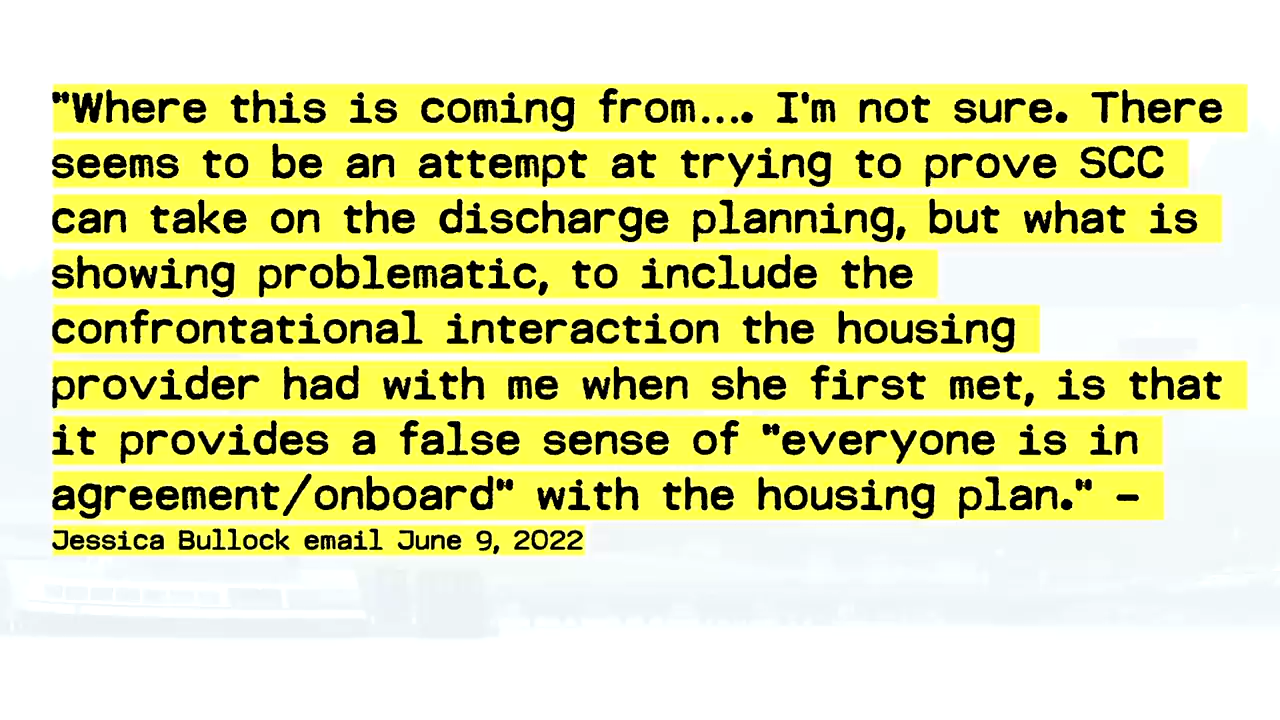 "Where this is coming from.... I'm not sure. There
seems to be an attempt at trying to prove SCC
can take on the discharge planning, but what is
showing problematic, to include the
confrontational interaction the housing
provider had with me when she first met, is that
it provides a false sense of "everyone is in
agreement/onboard" with the housing plan." –
Jessica Bullock email June 9, 2022